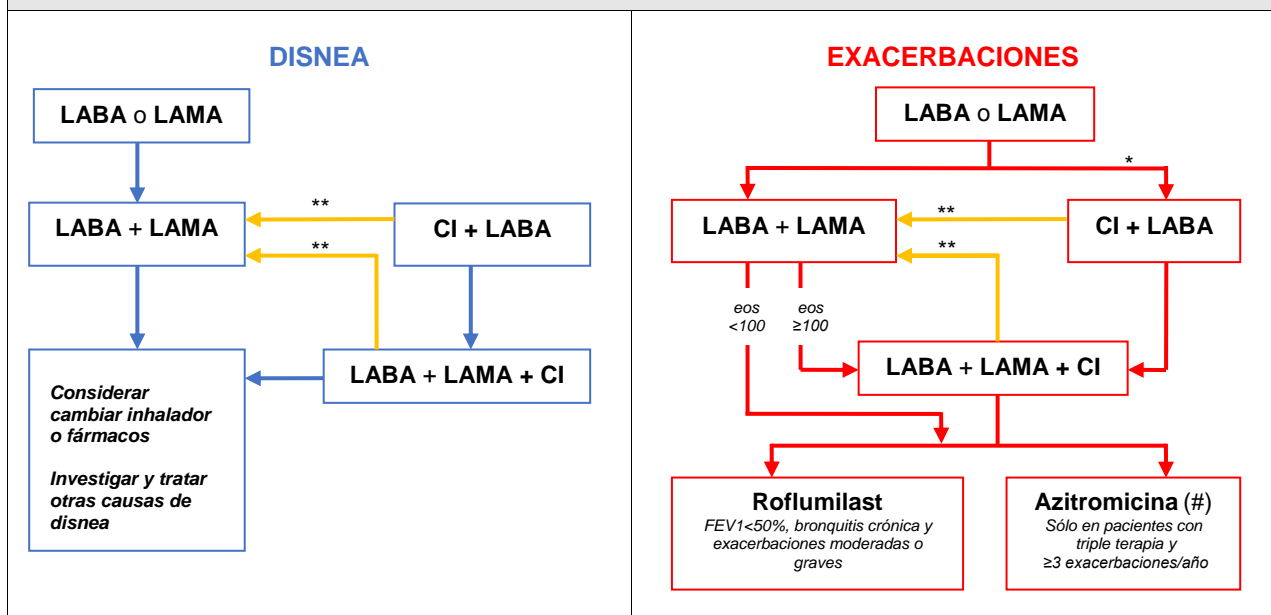 DISNEA
LABA o LAMA
LABA + LAMA
**
**
CI + LABA
LABA + LAMA + CI
Considerar
cambiar inhalador
o fármacos
Investigar y tratar
otras causas de
disnea
EXACERBACIONES
LABA o LAMA
*
LABA + LAMA
**
**
CI + LABA
eos
<100
eos
≥100
LABA + LAMA + CI
Roflumilast
FEV1<50%, bronquitis crónica y
exacerbaciones moderadas o
graves
Azitromicina (#)
Sólo en pacientes con
triple terapia y
≥3 exacerbaciones/año